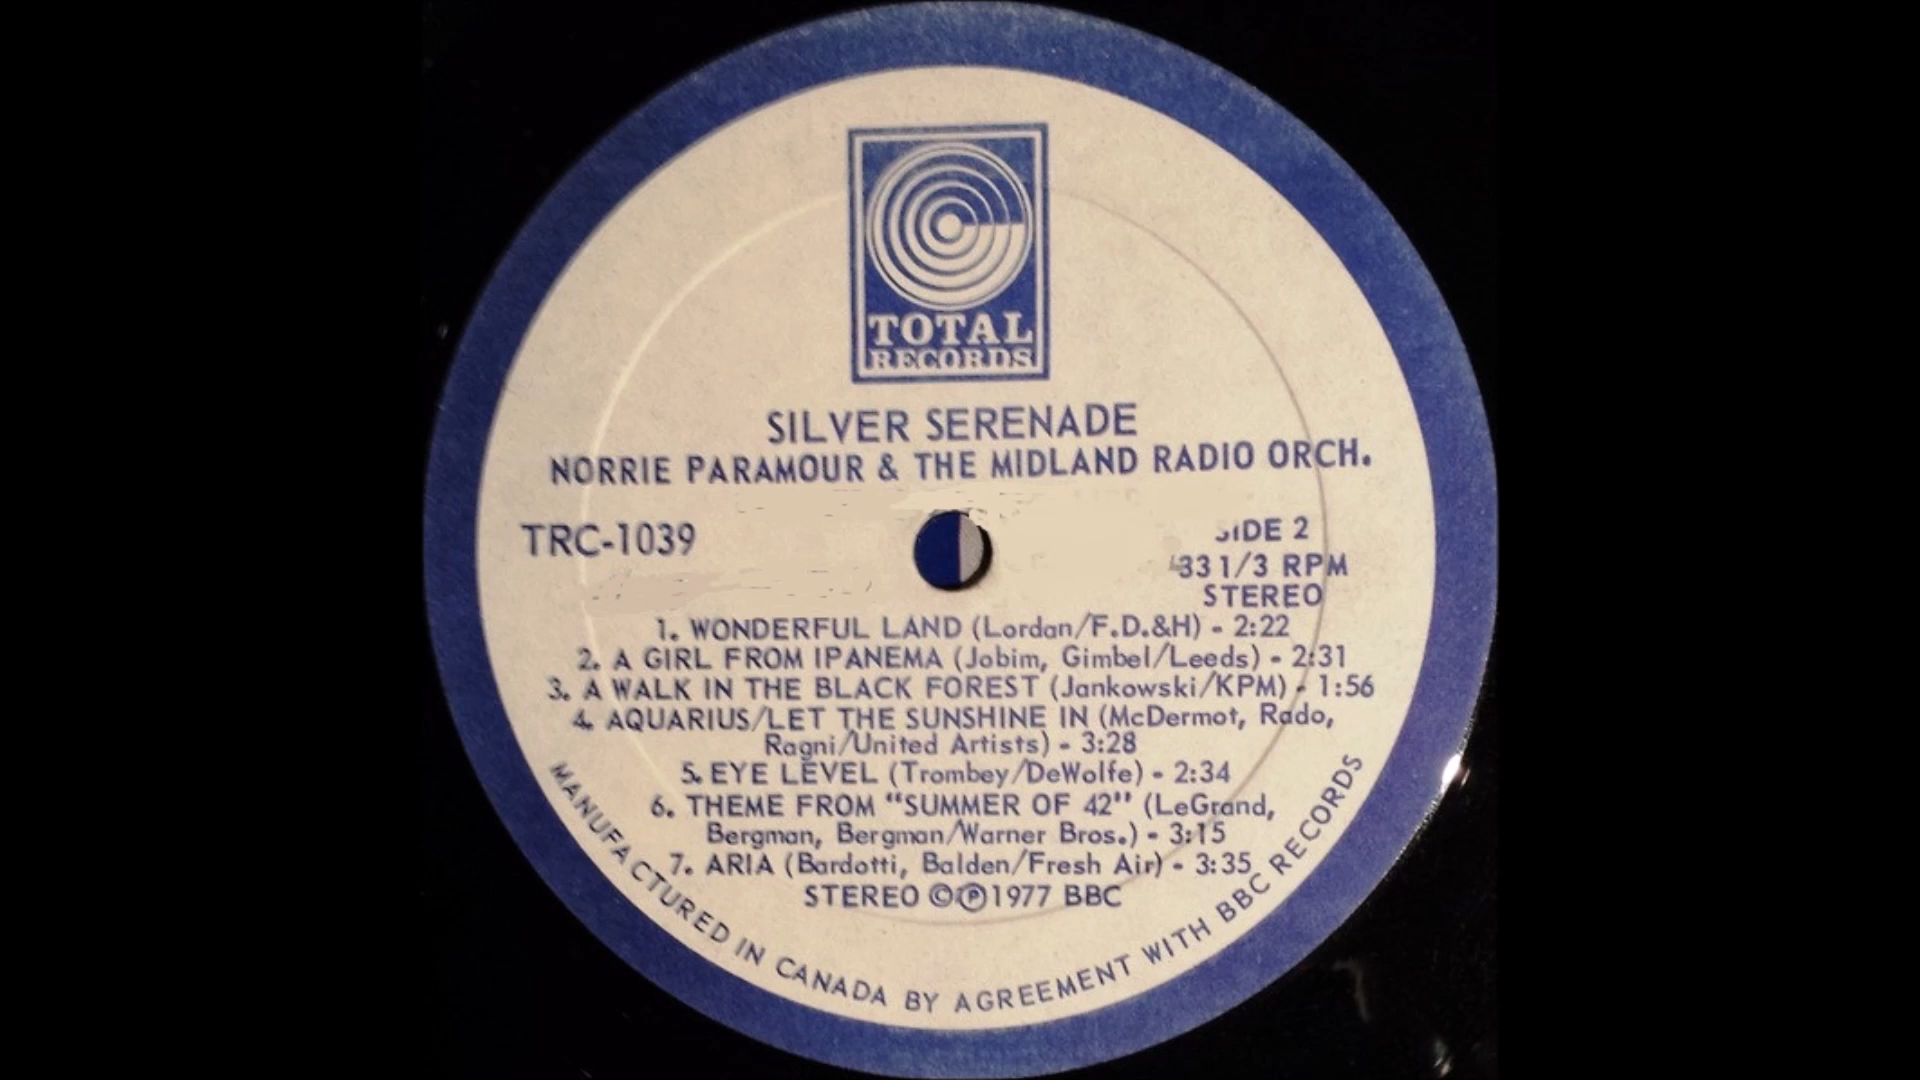 TOTAL
RECORDS
SILVER SERENADE
NORRIE PARAMOUR & THE MIDLAND RADIO ORCH.
TRC-1039
SIDE 2
33 1/3 RPM
STEREO
1. WONDERFUL LAND (Lordan/F.D.&H) - 2:22
2. A GIRL FROM IPANEMA (Jobim, Gimbel/Leeds) - 2:31
3. A WALK IN THE BLACK FOREST (Jankowski/KPM) - 1:56
4. AQUARIUS/LET THE SUNSHINE IN (McDermot, Rado,
Ragni/United Artists) - 3:28
5. EYE LEVEL (Trombey/DeWolfe) - 2:34
6. THEME FROM "SUMMER OF 42" (LeGrand,
Bergman, Bergman/Warner Bros.) - 3:15
7. ARIA (Bardotti, Balden/Fresh Air) - 3:35
STEREO ©℗1977 BBC
MANUFACTURED IN CANADA BY AGREEMENT WITH BBC RECORDS